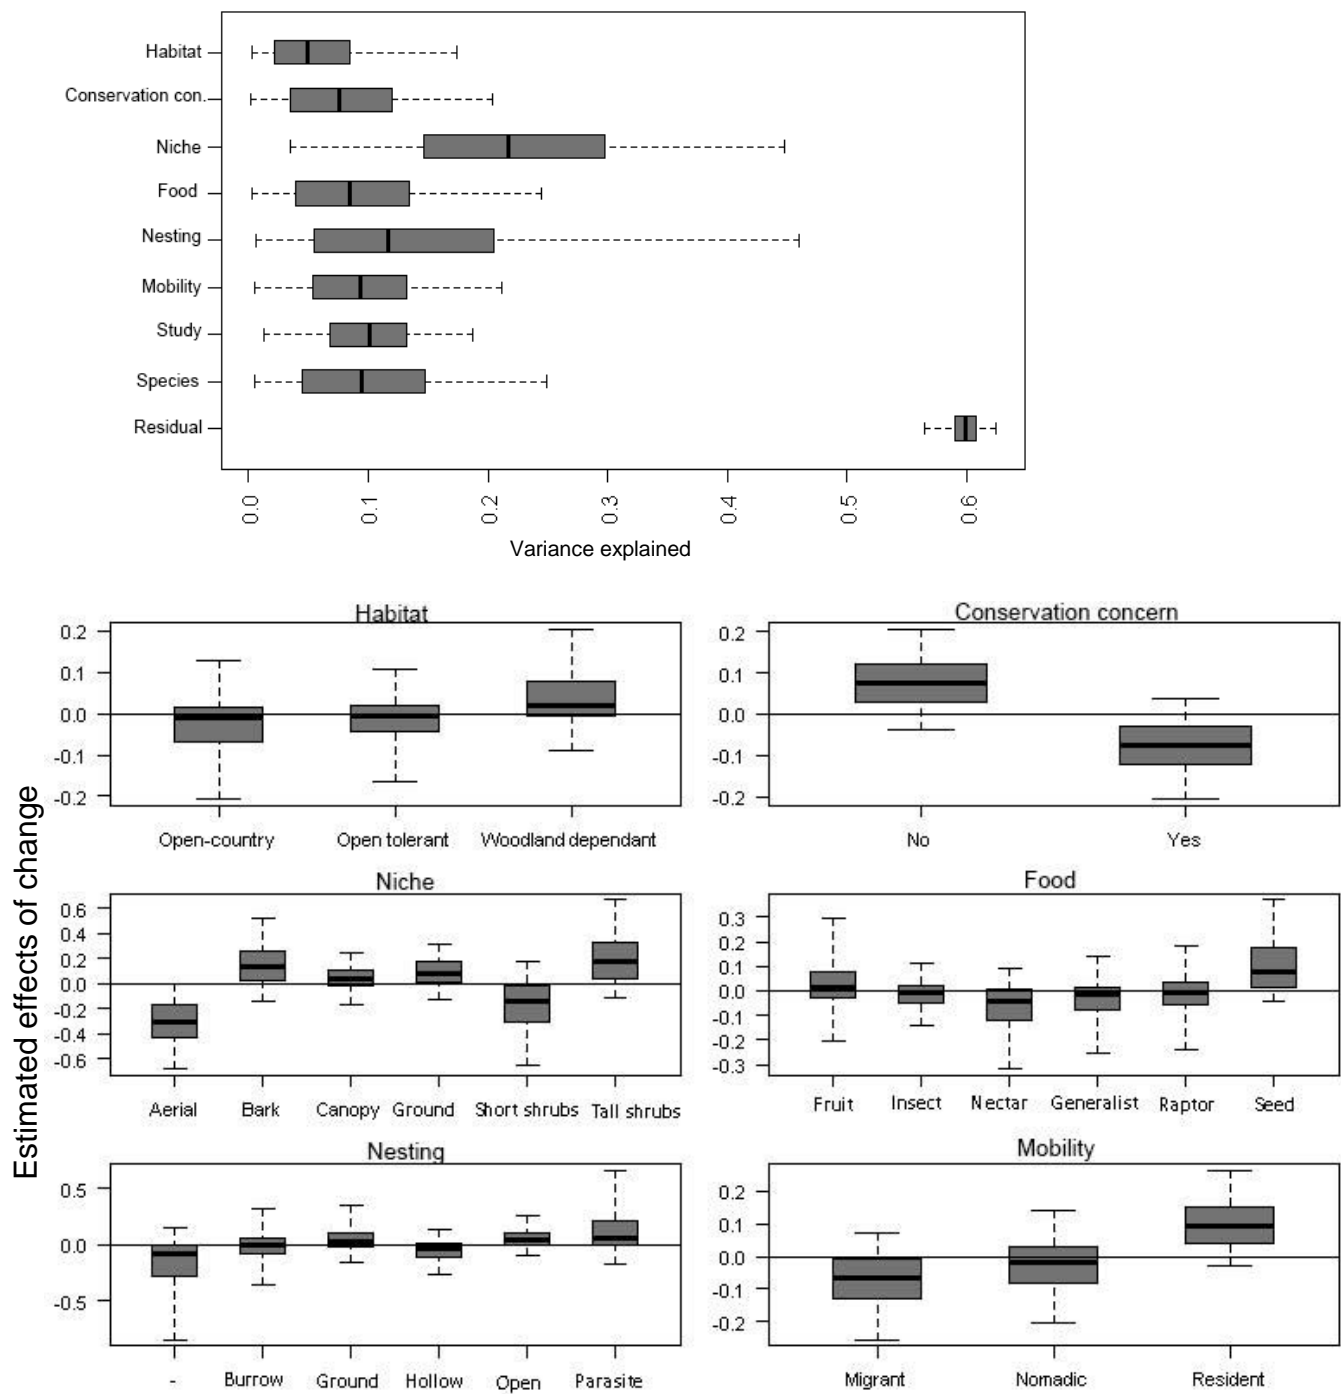 Habitat
Conservation con.
Niche
Food
Nesting
Mobility
Study
Species
Residual
0.0 0.1 0.2 0.3 0.4 0.5 0.6
Variance explained
Estimated effects of change
Habitat
0.2
0.1
0.0
-0.1
-0.2
Open-country Open tolerant Woodland dependant
Conservation concern
0.2
0.1
0.0
-0.1
-0.2
No Yes
Niche
0.6
0.4
0.2
0.0
-0.2
-0.4
-0.6
Aerial Bark Canopy Ground Short shrubs Tall shrubs
Food
0.3
0.2
0.1
0.0
-0.1
-0.2
-0.3
Fruit Insect Nectar Generalist Raptor Seed
Nesting
0.5
0.0
-0.5
- Burrow Ground Hollow Open Parasite
Mobility
0.2
0.1
0.0
-0.1
-0.2
Migrant Nomadic Resident